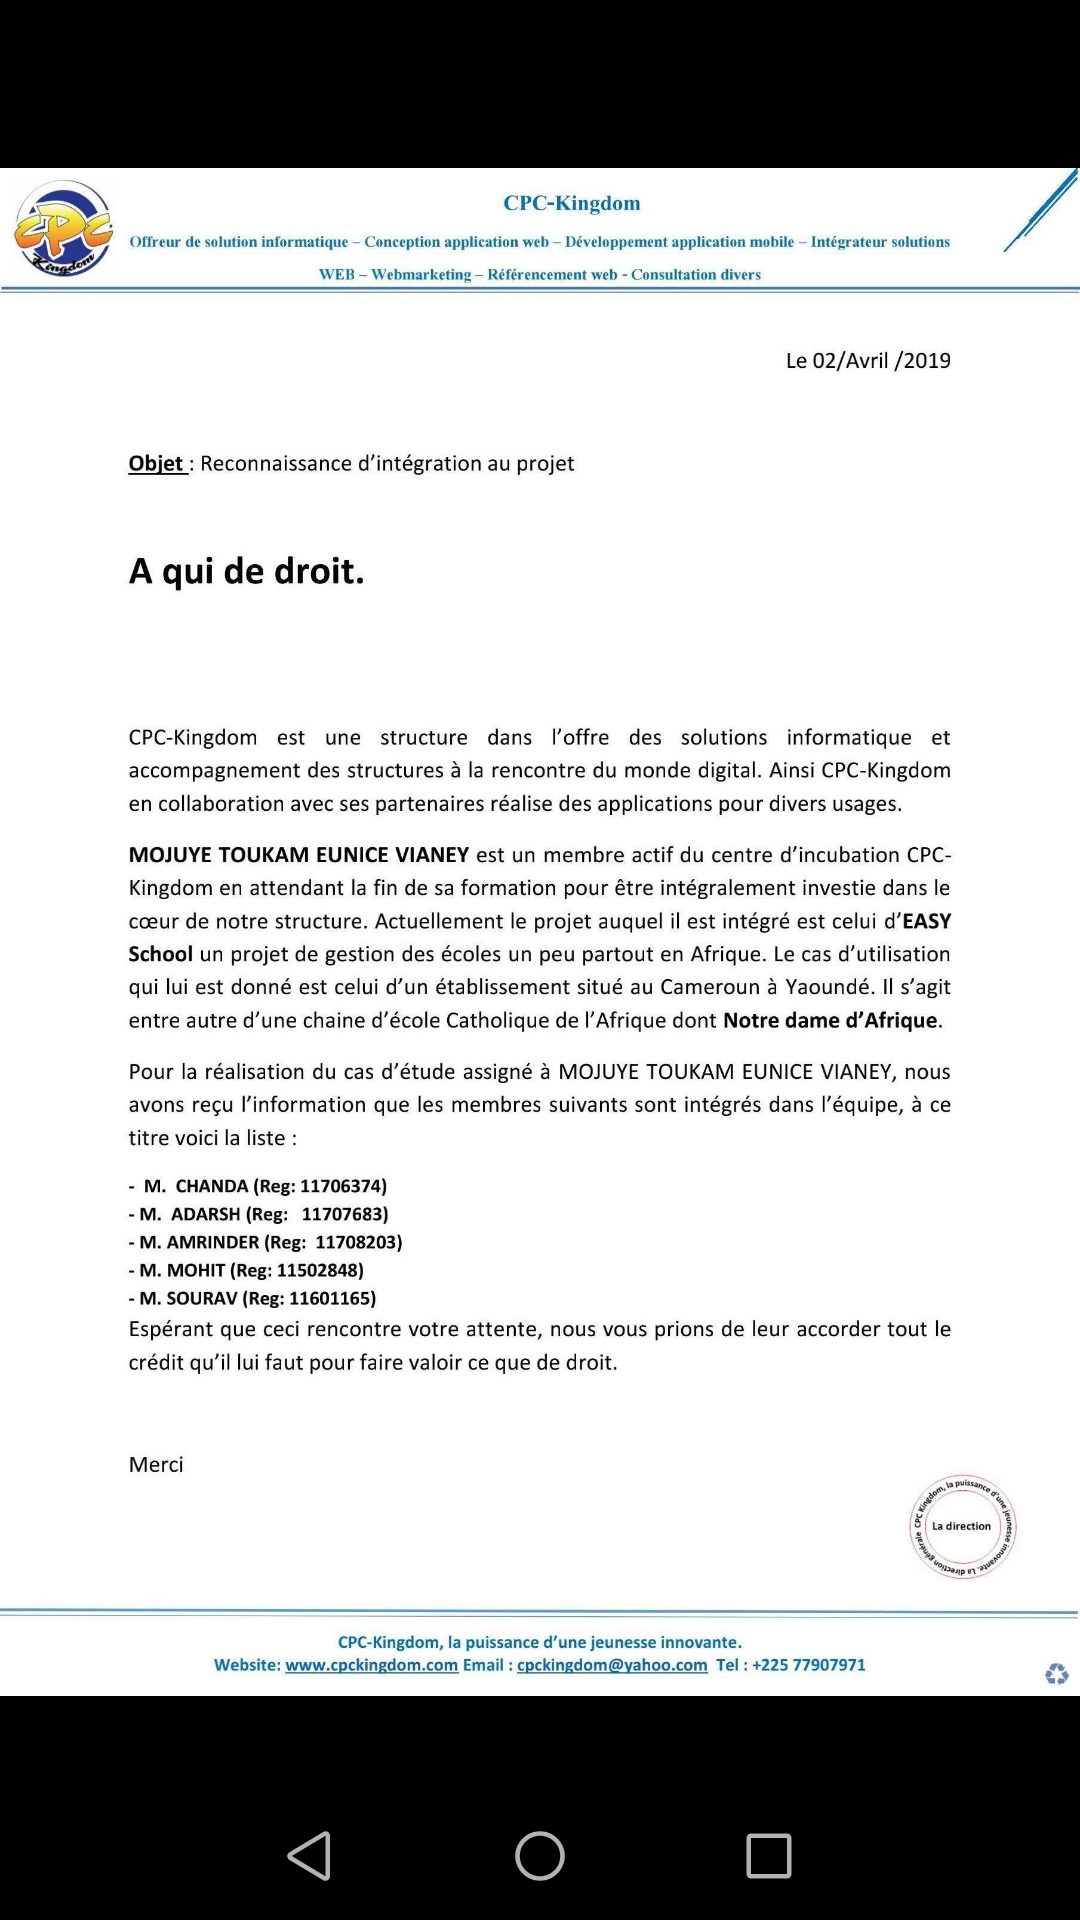 CPC Kingdom
CPC-Kingdom
Offreur de solution informatique – Conception application web – Développement application mobile – Intégrateur solutions
WEB – Webmarketing – Référencement web - Consultation divers
Le 02/Avril /2019
Objet : Reconnaissance d'intégration au projet
A qui de droit.
CPC-Kingdom est une structure dans l'offre des solutions informatique et
accompagnement des structures à la rencontre du monde digital. Ainsi CPC-Kingdom
en collaboration avec ses partenaires réalise des applications pour divers usages.
MOJUYE TOUKAM EUNICE VIANEY est un membre actif du centre d'incubation CPC-
Kingdom en attendant la fin de sa formation pour être intégralement investie dans le
cœur de notre structure. Actuellement le projet auquel il est intégré est celui d'EASY
School un projet de gestion des écoles un peu partout en Afrique. Le cas d'utilisation
qui lui est donné est celui d'un établissement situé au Cameroun à Yaoundé. Il s'agit
entre autre d'une chaine d'école Catholique de l'Afrique dont Notre dame d'Afrique.
Pour la réalisation du cas d'étude assigné à MOJUYE TOUKAM EUNICE VIANEY, nous
avons reçu l'information que les membres suivants sont intégrés dans l'équipe, à ce
titre voici la liste :
- M. CHANDA (Reg: 11706374)
- M. ADARSH (Reg: 11707683)
- M. AMRINDER (Reg: 11708203)
- M. MOHIT (Reg: 11502848)
- M. SOURAV (Reg: 11601165)
Espérant que ceci rencontre votre attente, nous vous prions de leur accorder tout le
crédit qu'il lui faut pour faire valoir ce que de droit.
Merci
CPC Kingdom, la puissance d'une jeunesse innovante. La direction générale
La direction
CPC-Kingdom, la puissance d'une jeunesse innovante.
Website: www.cpckingdom.com Email : cpckingdom@yahoo.com Tel : +225 77907971